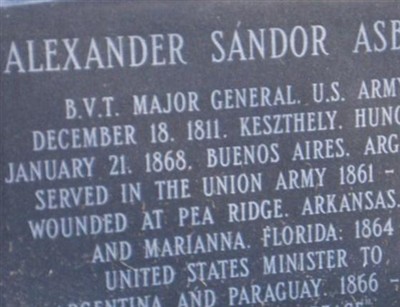 ALEXANDER SÁNDOR ASB
B.V.T. MAJOR GENERAL. U.S. ARMY
DECEMBER 18. 1811. KESZTHELY. HUNG
JANUARY 21. 1868. BUENOS AIRES. ARG
SERVED IN THE UNION ARMY 1861 -
WOUNDED AT PEA RIDGE. ARKANSAS.
AND MARIANNA. FLORIDA: 1864
UNITED STATES MINISTER TO
ARGENTINA AND PARAGUAY. 1866 -